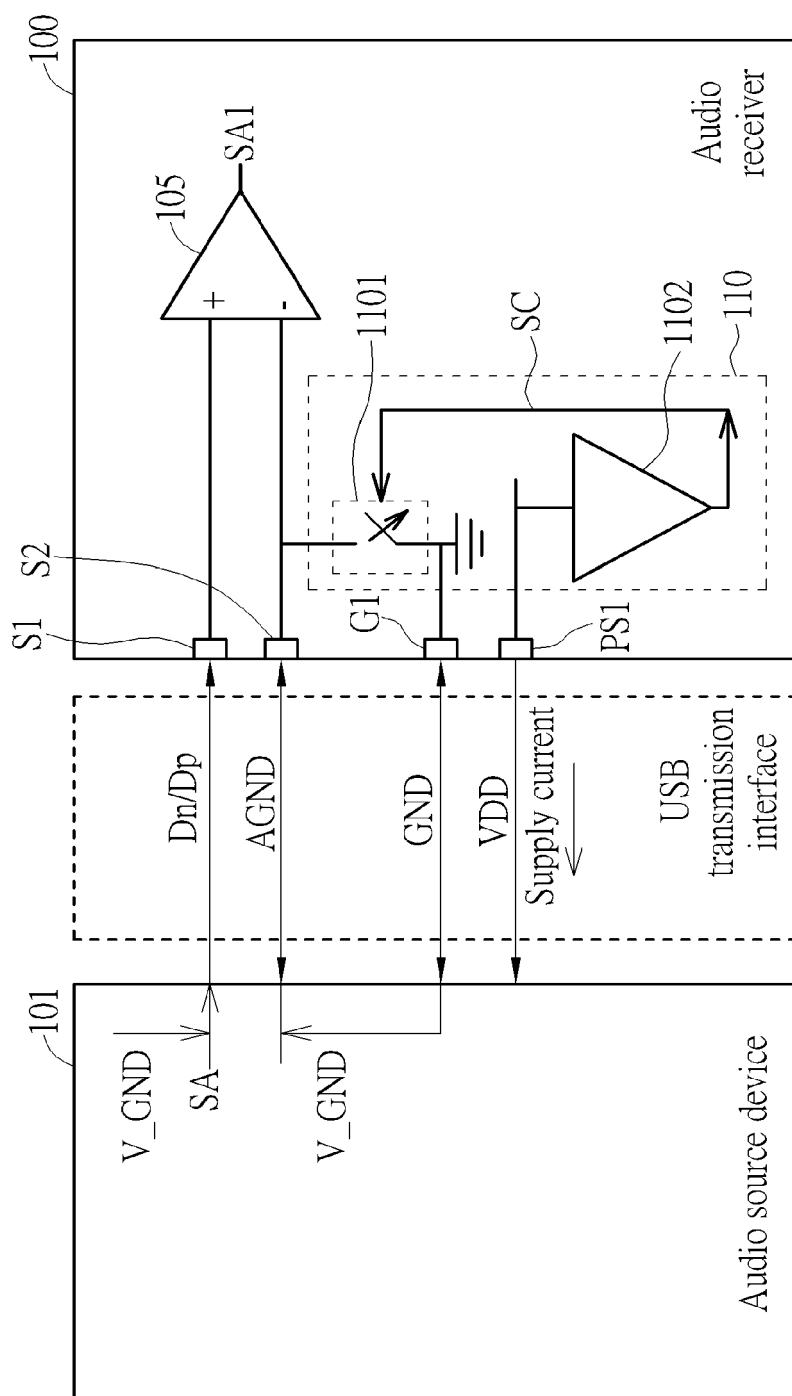 101
V_GND
SA
V_GND
Audio source device
Dn/Dp
AGND
GND
VDD
Supply current
USB
transmission
interface
S1
S2
G1
PS1
100
105
+
-
SA1
1101
SC
1102
110
Audio
receiver